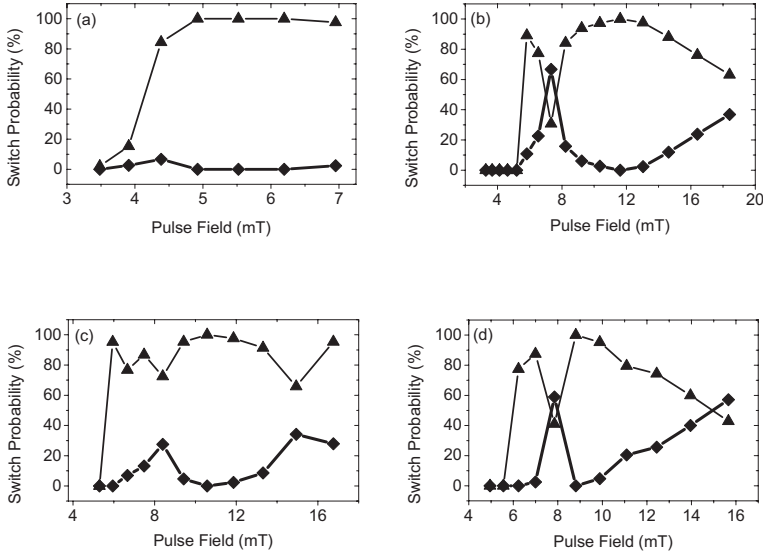 (a)
Switch Probability (%)
100
80
60
40
20
0
3 4 5 6 7
Pulse Field (mT)
(b)
Switch Probability (%)
100
80
60
40
20
0
4 8 12 16 20
Pulse Field (mT)
(c)
Switch Probability (%)
100
80
60
40
20
0
4 8 12 16
Pulse Field (mT)
(d)
Switch Probability (%)
100
80
60
40
20
0
4 6 8 10 12 14 16
Pulse Field (mT)